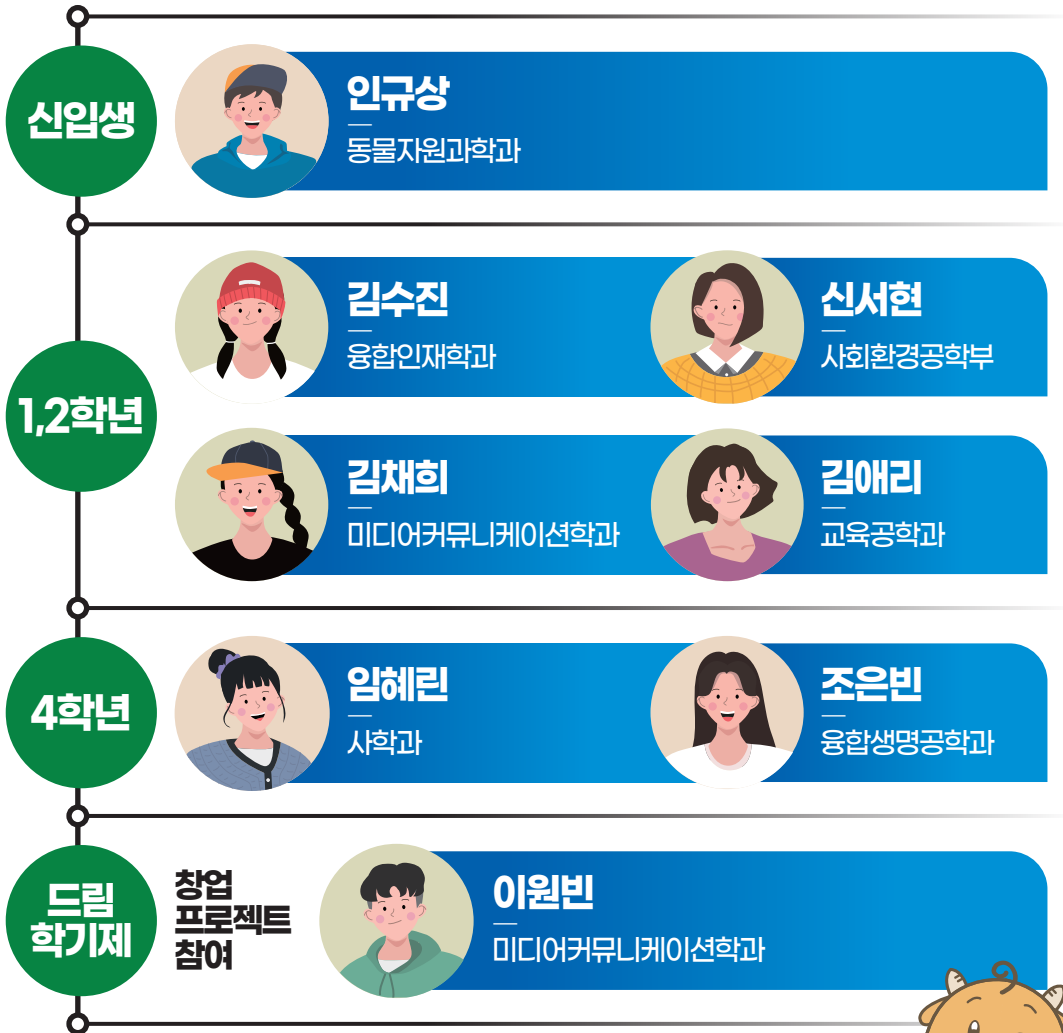 신입생
인규상
동물자원과학과
1,2학년
김수진
융합인재학과
신서현
사회환경공학부
김채희
미디어커뮤니케이션학과
김애리
교육공학과
4학년
임혜린
사학과
조은빈
융합생명공학과
드림
학기제
창업
프로젝트
참여
이원빈
미디어커뮤니케이션학과